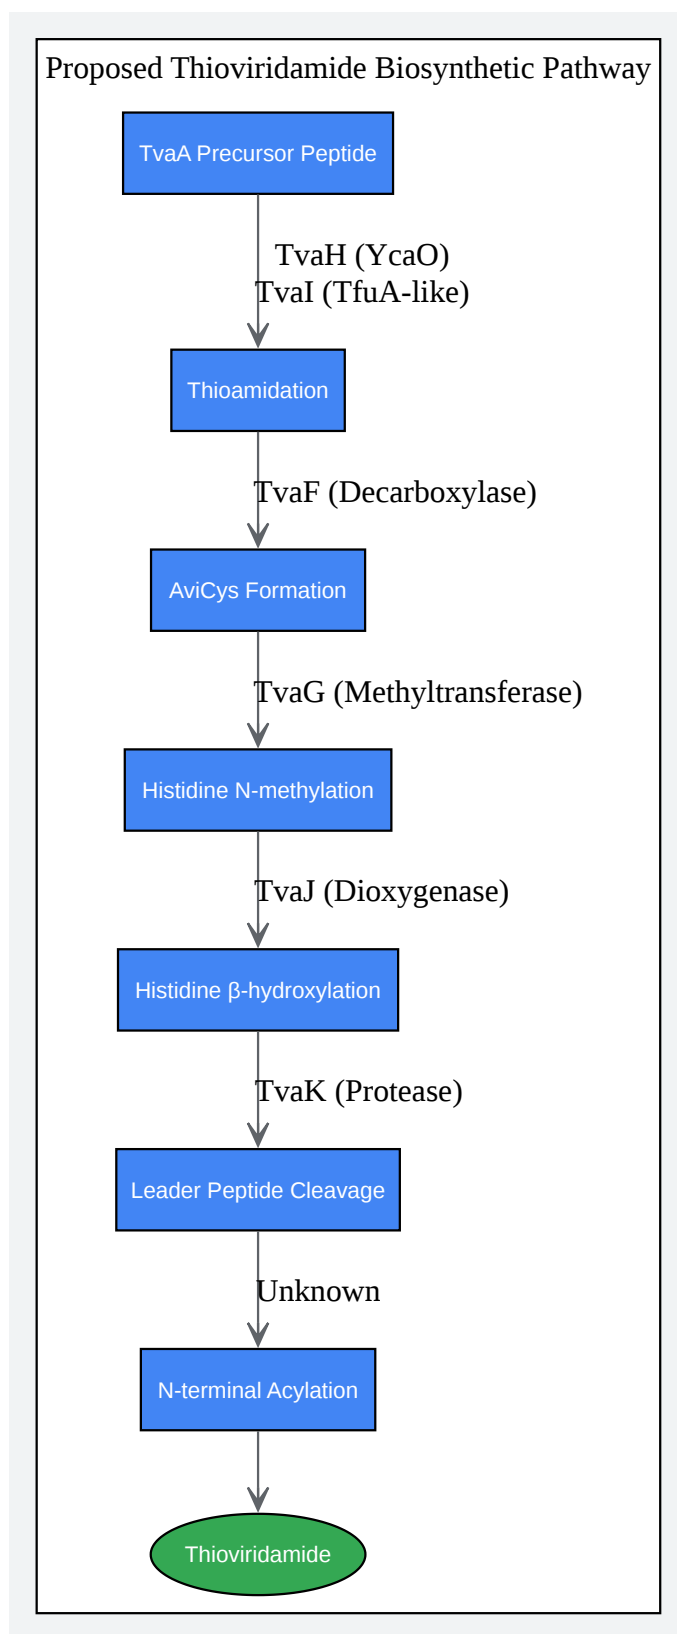 Proposed Thioviridamide Biosynthetic Pathway
TvaA Precursor Peptide
TvaH (YcaO)
TvaI (TfuA-like)
Thioamidation
TvaF (Decarboxylase)
AviCys Formation
TvaG (Methyltransferase)
Histidine N-methylation
TvaJ (Dioxygenase)
Histidine β-hydroxylation
TvaK (Protease)
Leader Peptide Cleavage
Unknown
N-terminal Acylation
Thioviridamide